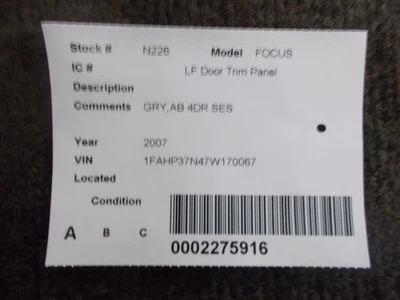 Stock # N226 Model FOCUS
IC # LF Door Trim Panel
Description
Comments GRY,AB 4DR SES
Year 2007
VIN 1FAHP37N47W170067
Located
Condition
A B C
0002275916